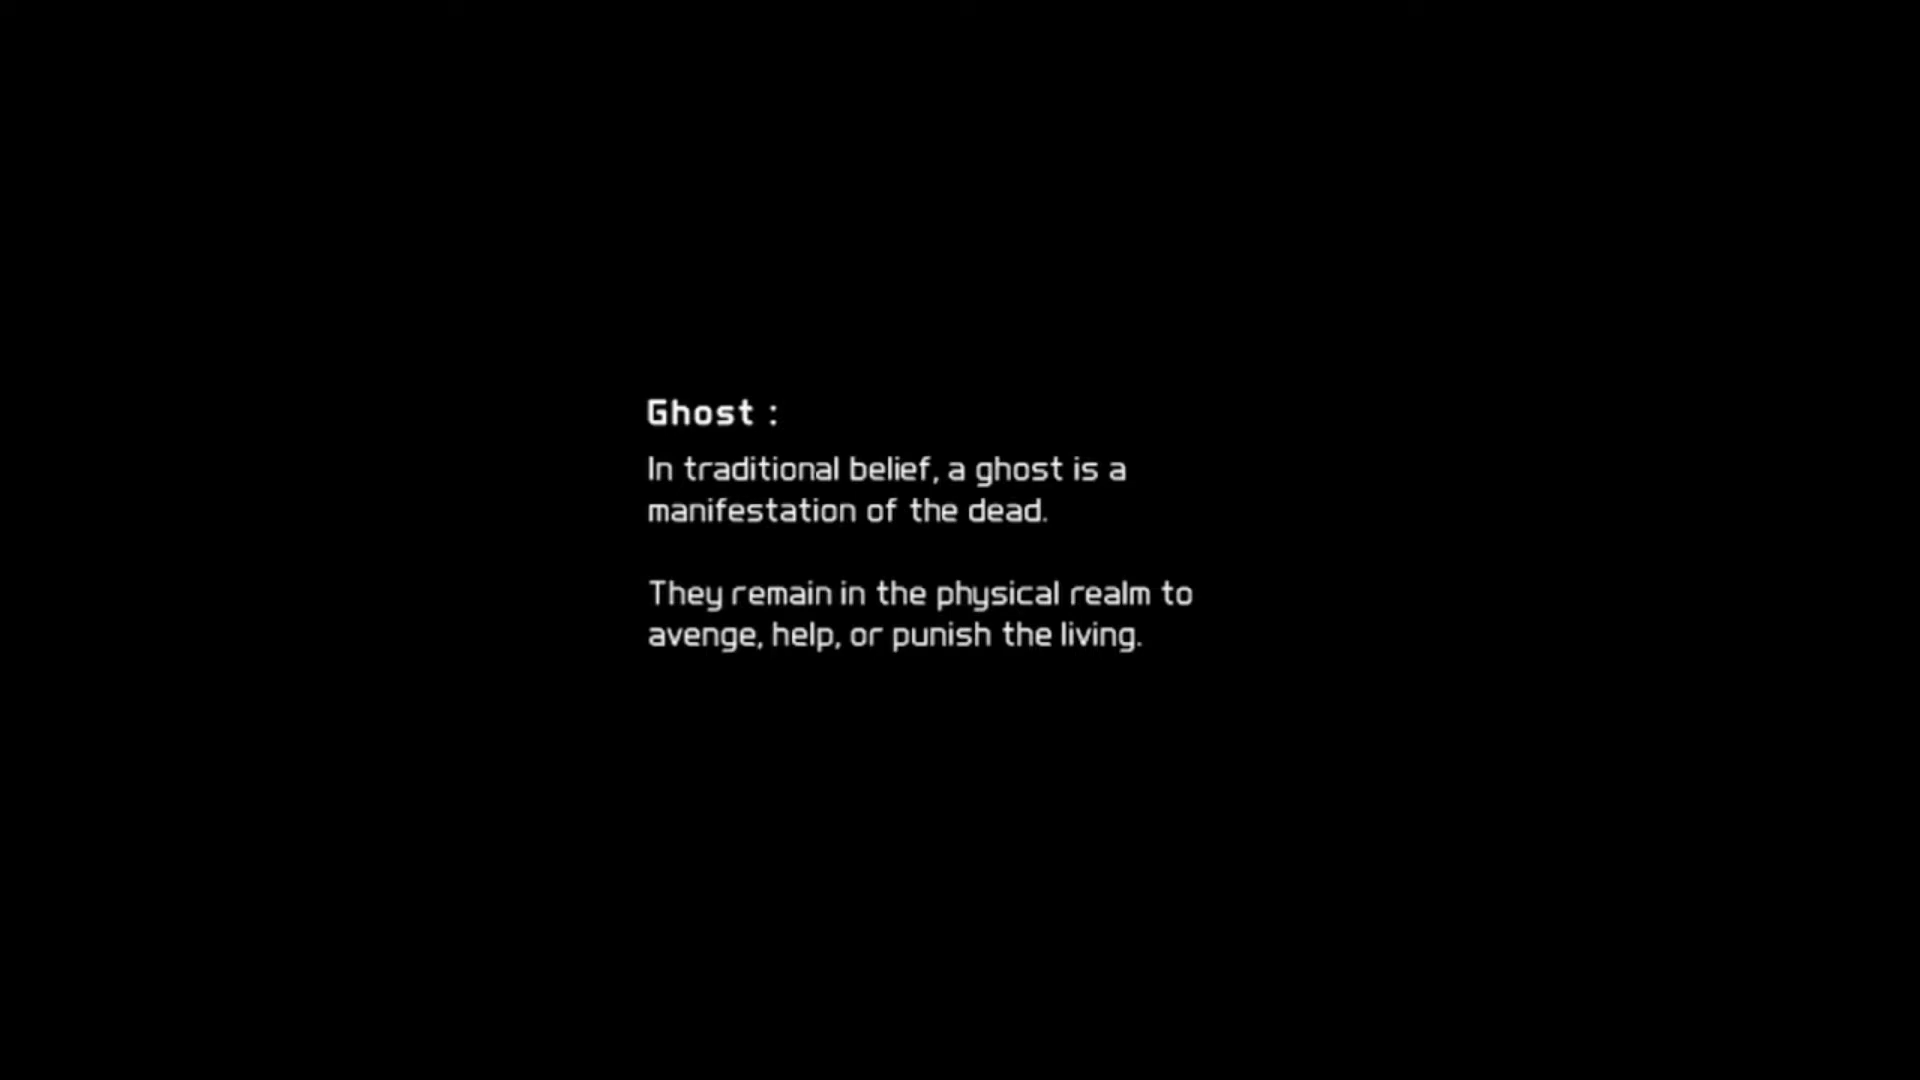 Ghost :
In traditional belief, a ghost is a
manifestation of the dead.
They remain in the physical realm to
avenge, help, or punish the living.